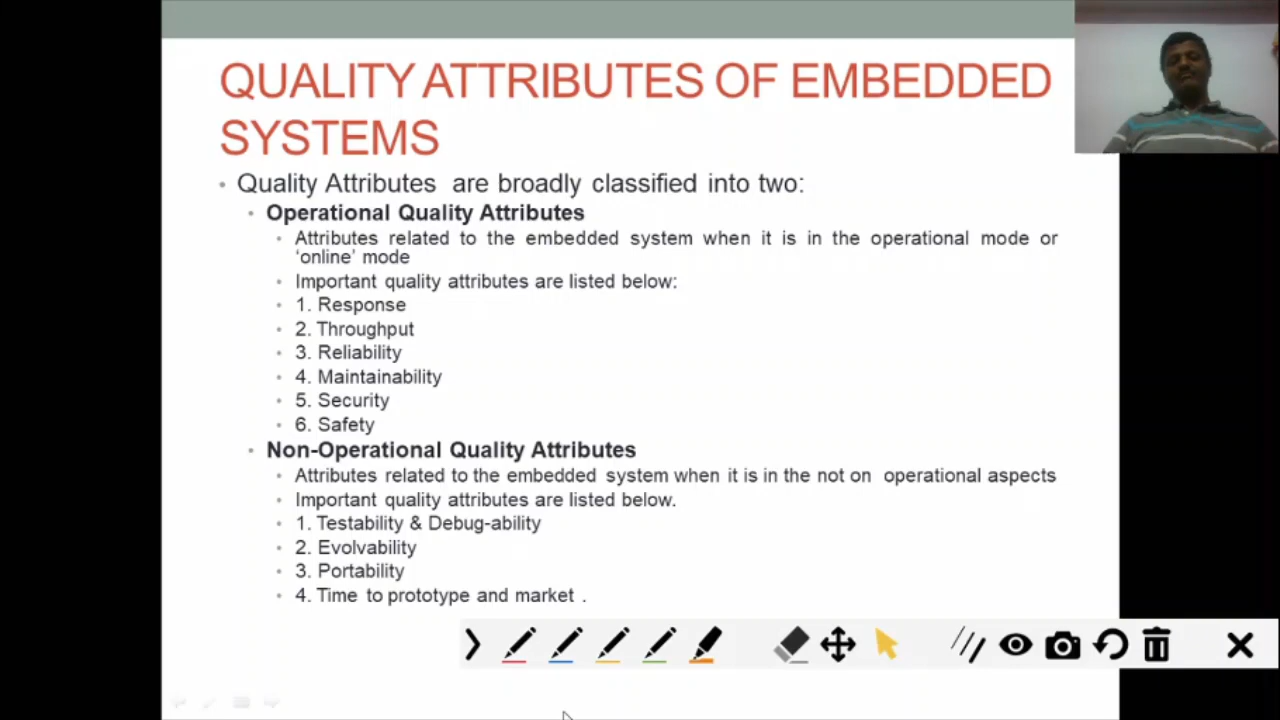 QUALITY ATTRIBUTES OF EMBEDDED
SYSTEMS
• Quality Attributes are broadly classified into two:
• Operational Quality Attributes
• Attributes related to the embedded system when it is in the operational mode or
‘online’ mode
• Important quality attributes are listed below:
• 1. Response
• 2. Throughput
• 3. Reliability
• 4. Maintainability
• 5. Security
• 6. Safety
• Non-Operational Quality Attributes
• Attributes related to the embedded system when it is in the not on operational aspects
• Important quality attributes are listed below.
• 1. Testability & Debug-ability
• 2. Evolvability
• 3. Portability
• 4. Time to prototype and market .